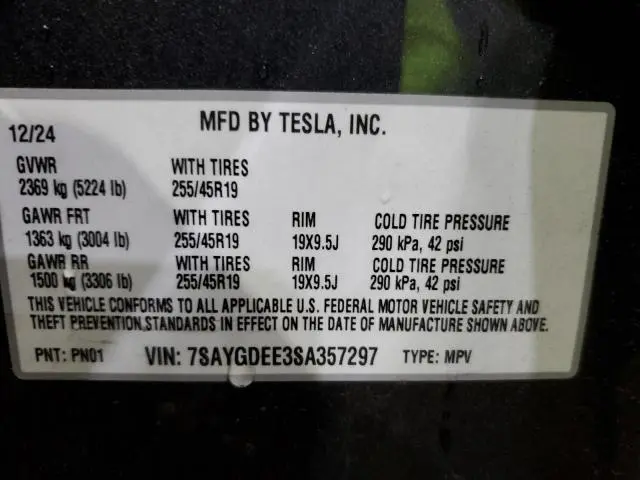 12/24 MFD BY TESLA, INC.
GVWR WITH TIRES
2369 kg (5224 lb) 255/45R19
GAWR FRT WITH TIRES RIM COLD TIRE PRESSURE
1363 kg (3004 lb) 255/45R19 19X9.5J 290 kPa, 42 psi
GAWR RR WITH TIRES RIM COLD TIRE PRESSURE
1500 kg (3306 lb) 255/45R19 19X9.5J 290 kPa, 42 psi
THIS VEHICLE CONFORMS TO ALL APPLICABLE U.S. FEDERAL MOTOR VEHICLE SAFETY AND
THEFT PREVENTION STANDARDS IN EFFECT ON THE DATE OF MANUFACTURE SHOWN ABOVE.
PNT: PN01 VIN: 7SAYGDEE3SA357297 TYPE: MPV